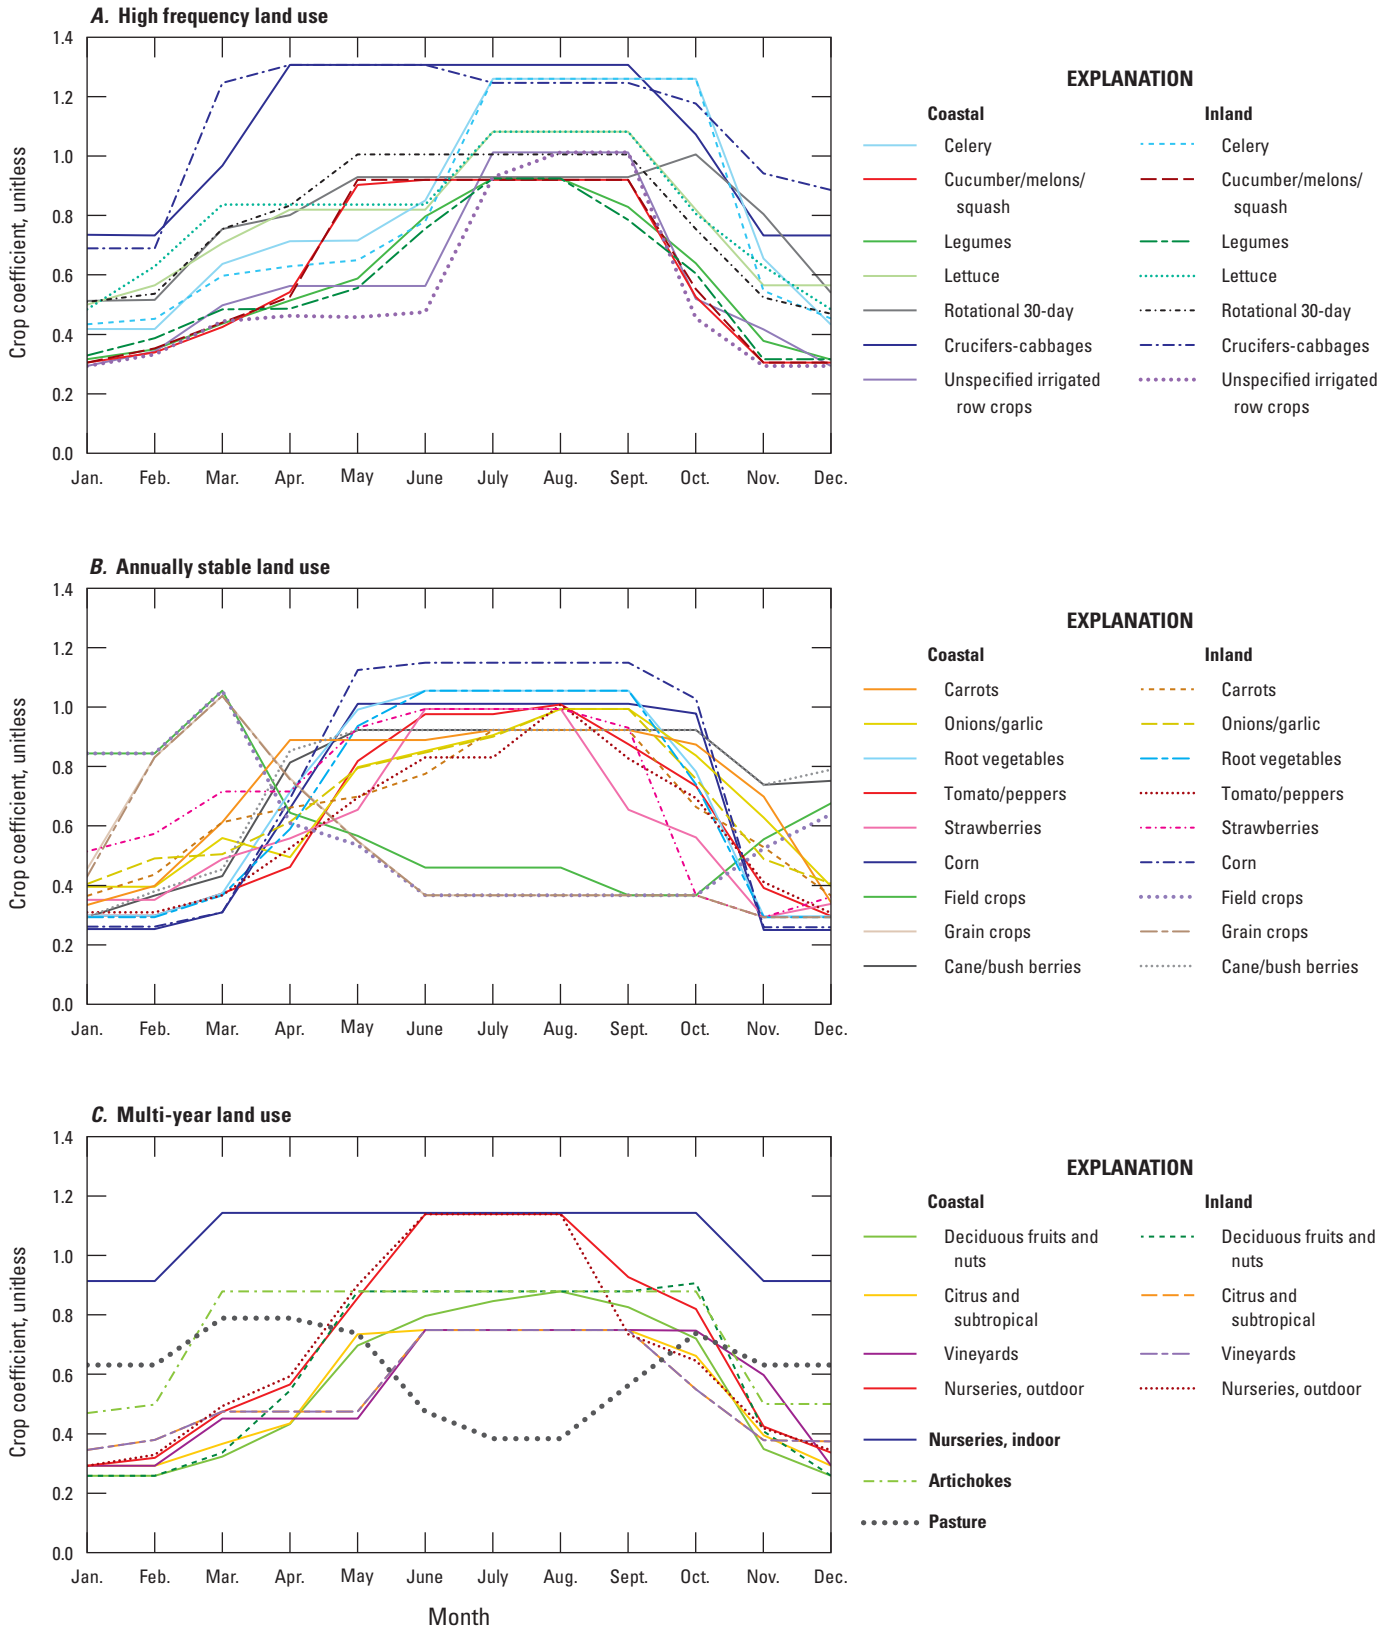 A. High frequency land use
1.4
1.2
1.0
0.8
0.6
0.4
0.2
0.0
Crop coefficient, unitless
Jan. Feb. Mar. Apr. May June July Aug. Sept. Oct. Nov. Dec.
EXPLANATION
Coastal Inland
Celery Celery
Cucumber/melons/ Cucumber/melons/
squash squash
Legumes Legumes
Lettuce Lettuce
Rotational 30-day Rotational 30-day
Crucifers-cabbages Crucifers-cabbages
Unspecified irrigated Unspecified irrigated
row crops row crops
B. Annually stable land use
1.4
1.2
1.0
0.8
0.6
0.4
0.2
0.0
Crop coefficient, unitless
Jan. Feb. Mar. Apr. May June July Aug. Sept. Oct. Nov. Dec.
EXPLANATION
Coastal Inland
Carrots Carrots
Onions/garlic Onions/garlic
Root vegetables Root vegetables
Tomato/peppers Tomato/peppers
Strawberries Strawberries
Corn Corn
Field crops Field crops
Grain crops Grain crops
Cane/bush berries Cane/bush berries
C. Multi-year land use
1.4
1.2
1.0
0.8
0.6
0.4
0.2
0.0
Crop coefficient, unitless
Jan. Feb. Mar. Apr. May June July Aug. Sept. Oct. Nov. Dec.
Month
EXPLANATION
Coastal Inland
Deciduous fruits and Deciduous fruits and
nuts nuts
Citrus and Citrus and
subtropical subtropical
Vineyards Vineyards
Nurseries, outdoor Nurseries, outdoor
Nurseries, indoor
Artichokes
Pasture